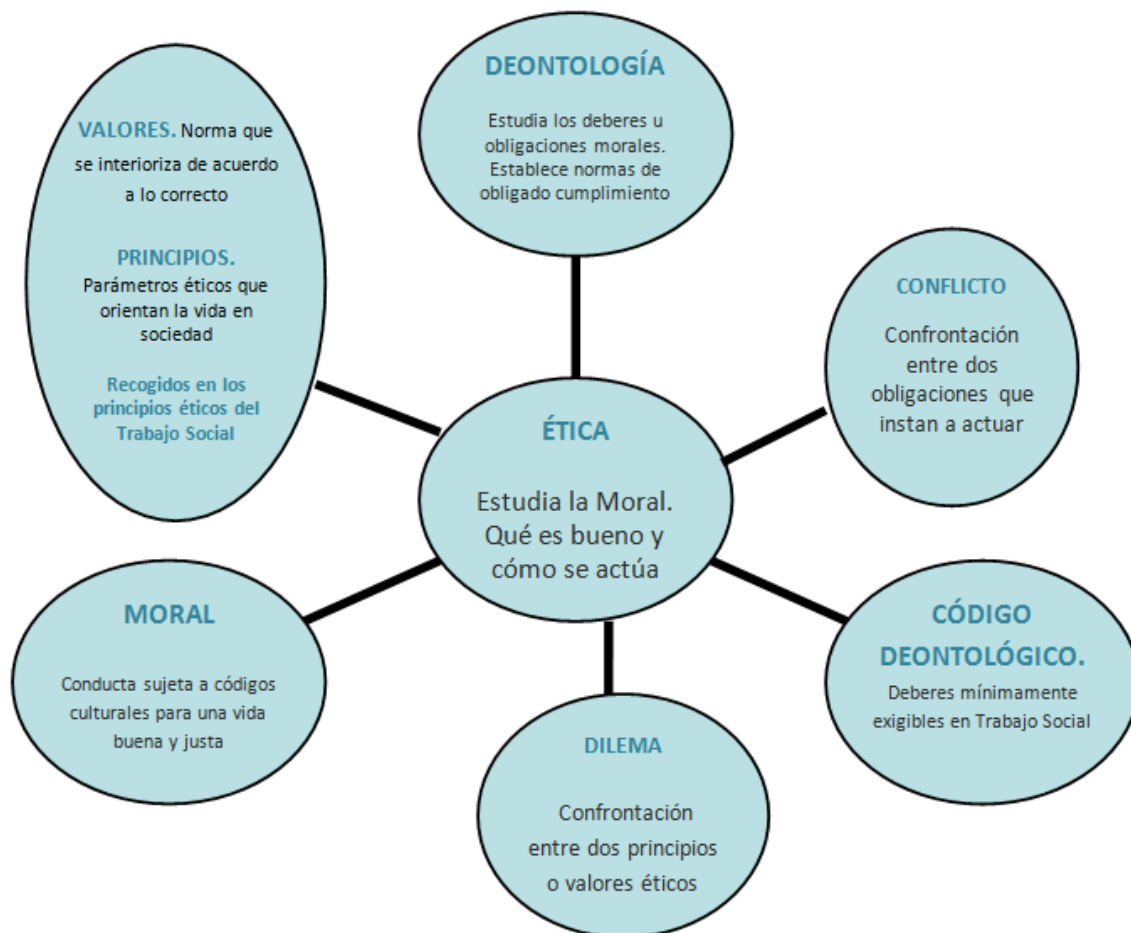 DEONTOLOGÍA
Estudia los deberes u
obligaciones morales.
Establece normas de
obligado cumplimiento
VALORES. Norma que
se interioriza de acuerdo
a lo correcto
PRINCIPIOS.
Parámetros éticos que
orientan la vida en
sociedad
Recogidos en los
principios éticos del
Trabajo Social
CONFLICTO
Confrontación
entre dos
obligaciones que
instan a actuar
ÉTICA
Estudia la Moral.
Qué es bueno y
cómo se actúa
MORAL
Conducta sujeta a códigos
culturales para una vida
buena y justa
CÓDIGO
DEONTOLÓGICO.
Deberes mínimamente
exigibles en Trabajo Social
DILEMA
Confrontación
entre dos principios
o valores éticos